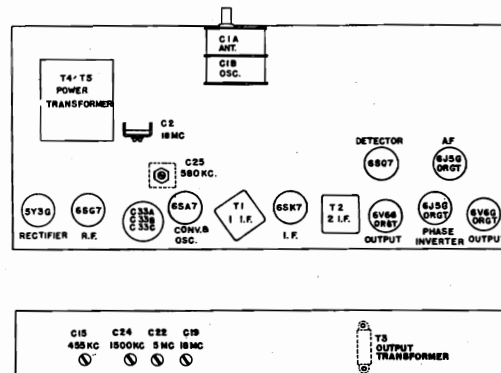 C1A
ANT.
C1B
OSC.
T4/T5
POWER
TRANSFORMER
C2
18MC
C25
580KC.
DETECTOR
6SQ7
AF
6J5G
ORGT
5Y3G
RECTIFIER
6SG7
R.F.
C33A
C33B
C33C
6SA7
CONV.&
OSC.
T1
1 I.F.
6SK7
I.F.
T2
2 I.F.
6V6G
ORGT
OUTPUT
6J5G
ORGT
PHASE
INVERTER
6V6G
ORGT
OUTPUT
C15
455KC
C24
1500KC
C22
5MC
C19
18MC
T3
OUTPUT
TRANSFORMER